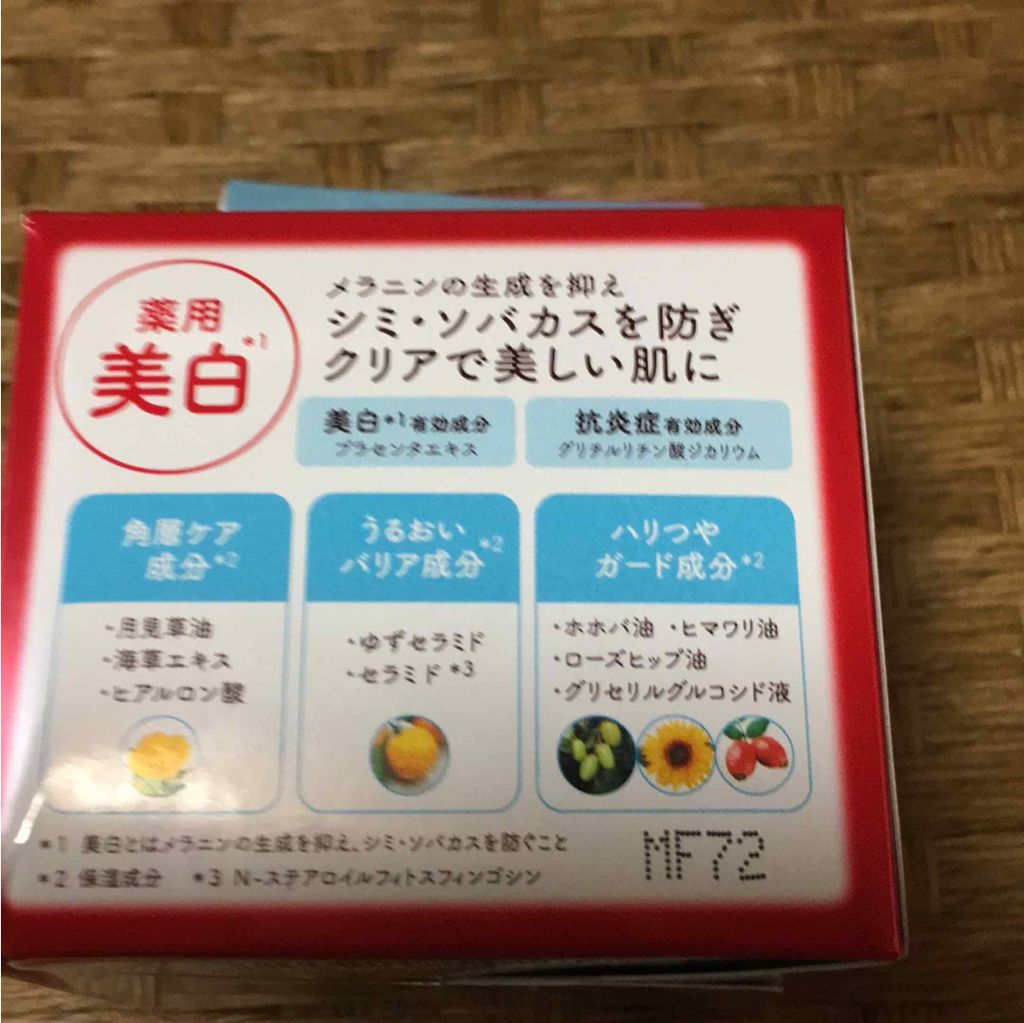 薬用
美白*1
メラニンの生成を抑え
シミ・ソバカスを防ぎ
クリアで美しい肌に
美白*1有効成分
プラセンタエキス
抗炎症有効成分
グリチルリチン酸ジカリウム
角層ケア
成分*2
・月見草油
・海草エキス
・ヒアルロン酸
うるおい
バリア成分*2
・ゆずセラミド
・セラミド*3
ハリつや
ガード成分*2
・ホホバ油 ・ヒマワリ油
・ローズヒップ油
・グリセリルグルコシド液
*1 美白とはメラニンの生成を抑え、シミ・ソバカスを防ぐこと
*2 保湿成分 *3 N-ステアロイルフィトスフィンゴシン
MF72